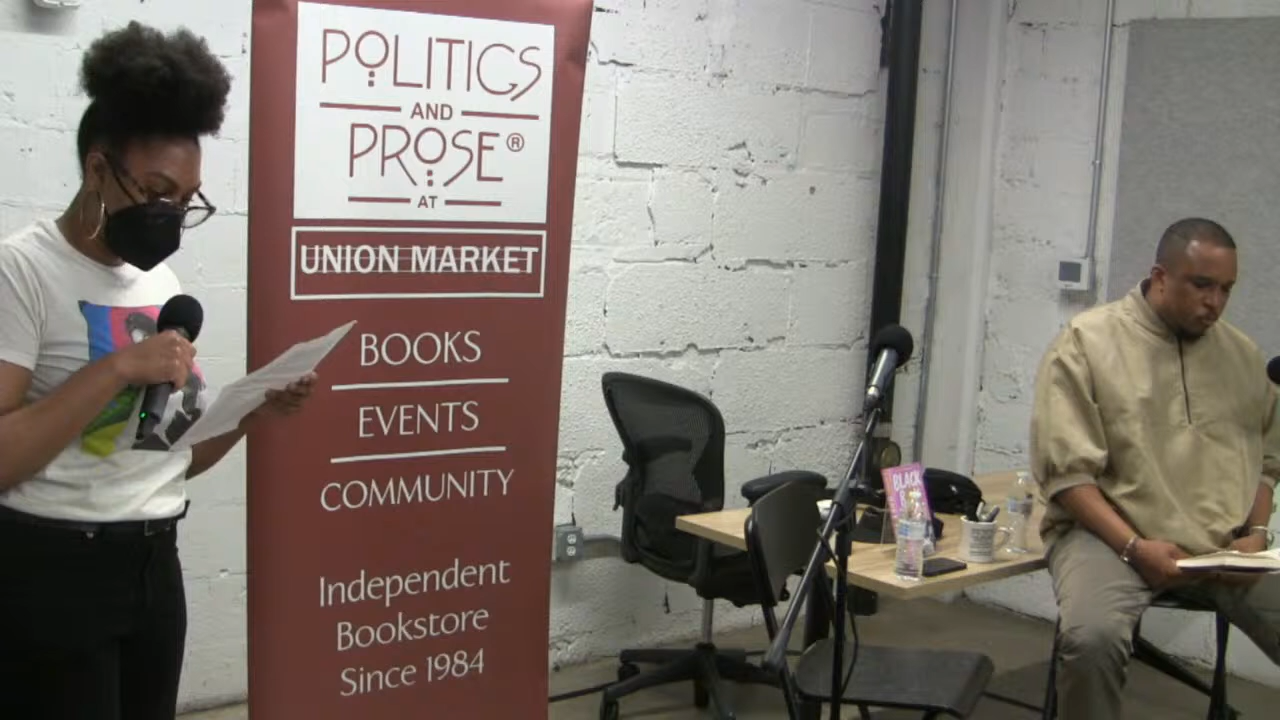 POLITICS
AND
PROSE®
AT
UNION MARKET
BOOKS
EVENTS
COMMUNITY
Independent
Bookstore
Since 1984
BLACK